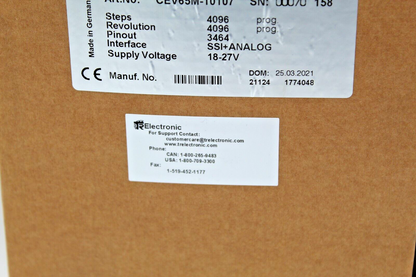 Art.No. CEV65M-10107 SN: 00070 158
Made in German
Steps 4096 prog.
Revolution 4096 prog.
Pinout 3464
Interface SSI+ANALOG
Supply Voltage 18-27V
CE Manuf. No. DOM: 25.03.2021
21124 1774048
TR Electronic
For Support Contact:
customercare@trelectronic.com
www.trelectronic.com
Phone:
CAN: 1-800-265-9483
USA: 1-800-709-3300
Fax:
1-519-452-1177